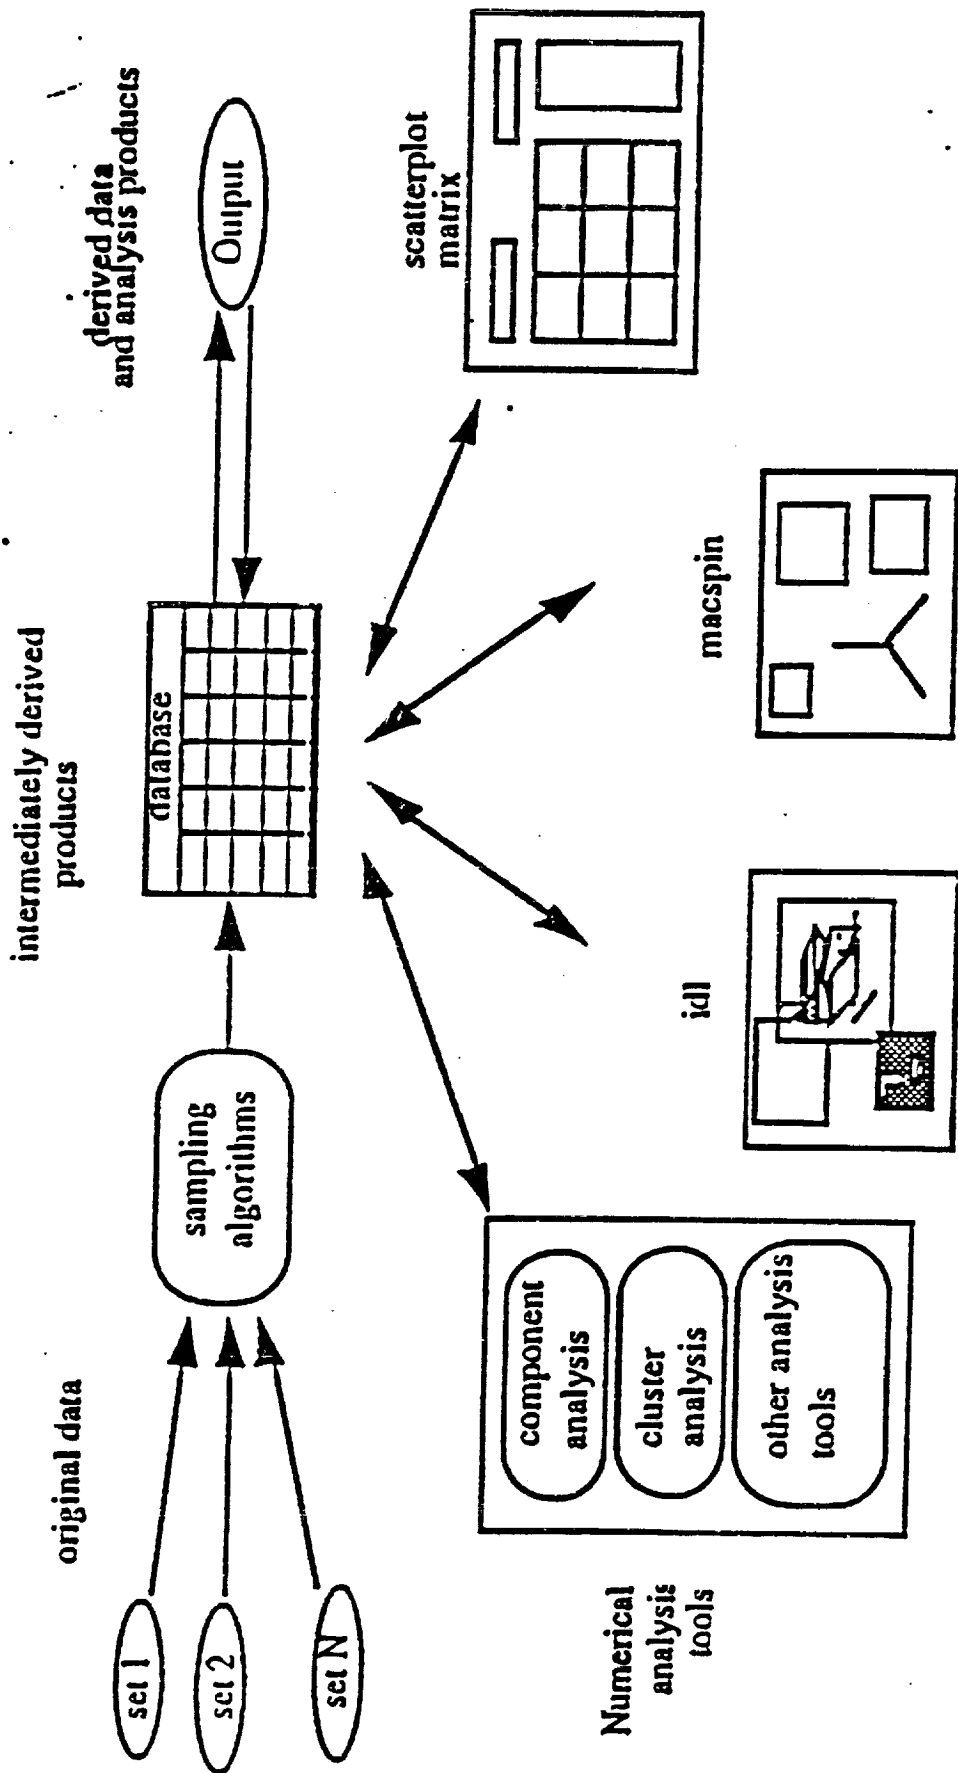 original data
intermediately derived
products
derived data
and analysis products
set 1
set 2
set N
sampling
algorithms
database
Output
Numerical
analysis
tools
component
analysis
cluster
analysis
other analysis
tools
idl
macspin
scatterplot
matrix